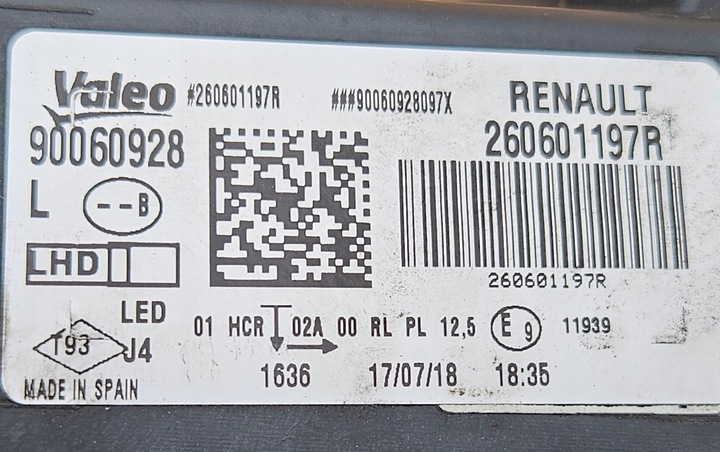 Valeo #260601197R ###90060928097X RENAULT
90060928 260601197R
L --B
LHD
260601197R
LED 01 HCR 02A 00 RL PL 12,5 E9 11939
T93 J4
1636 17/07/18 18:35
MADE IN SPAIN